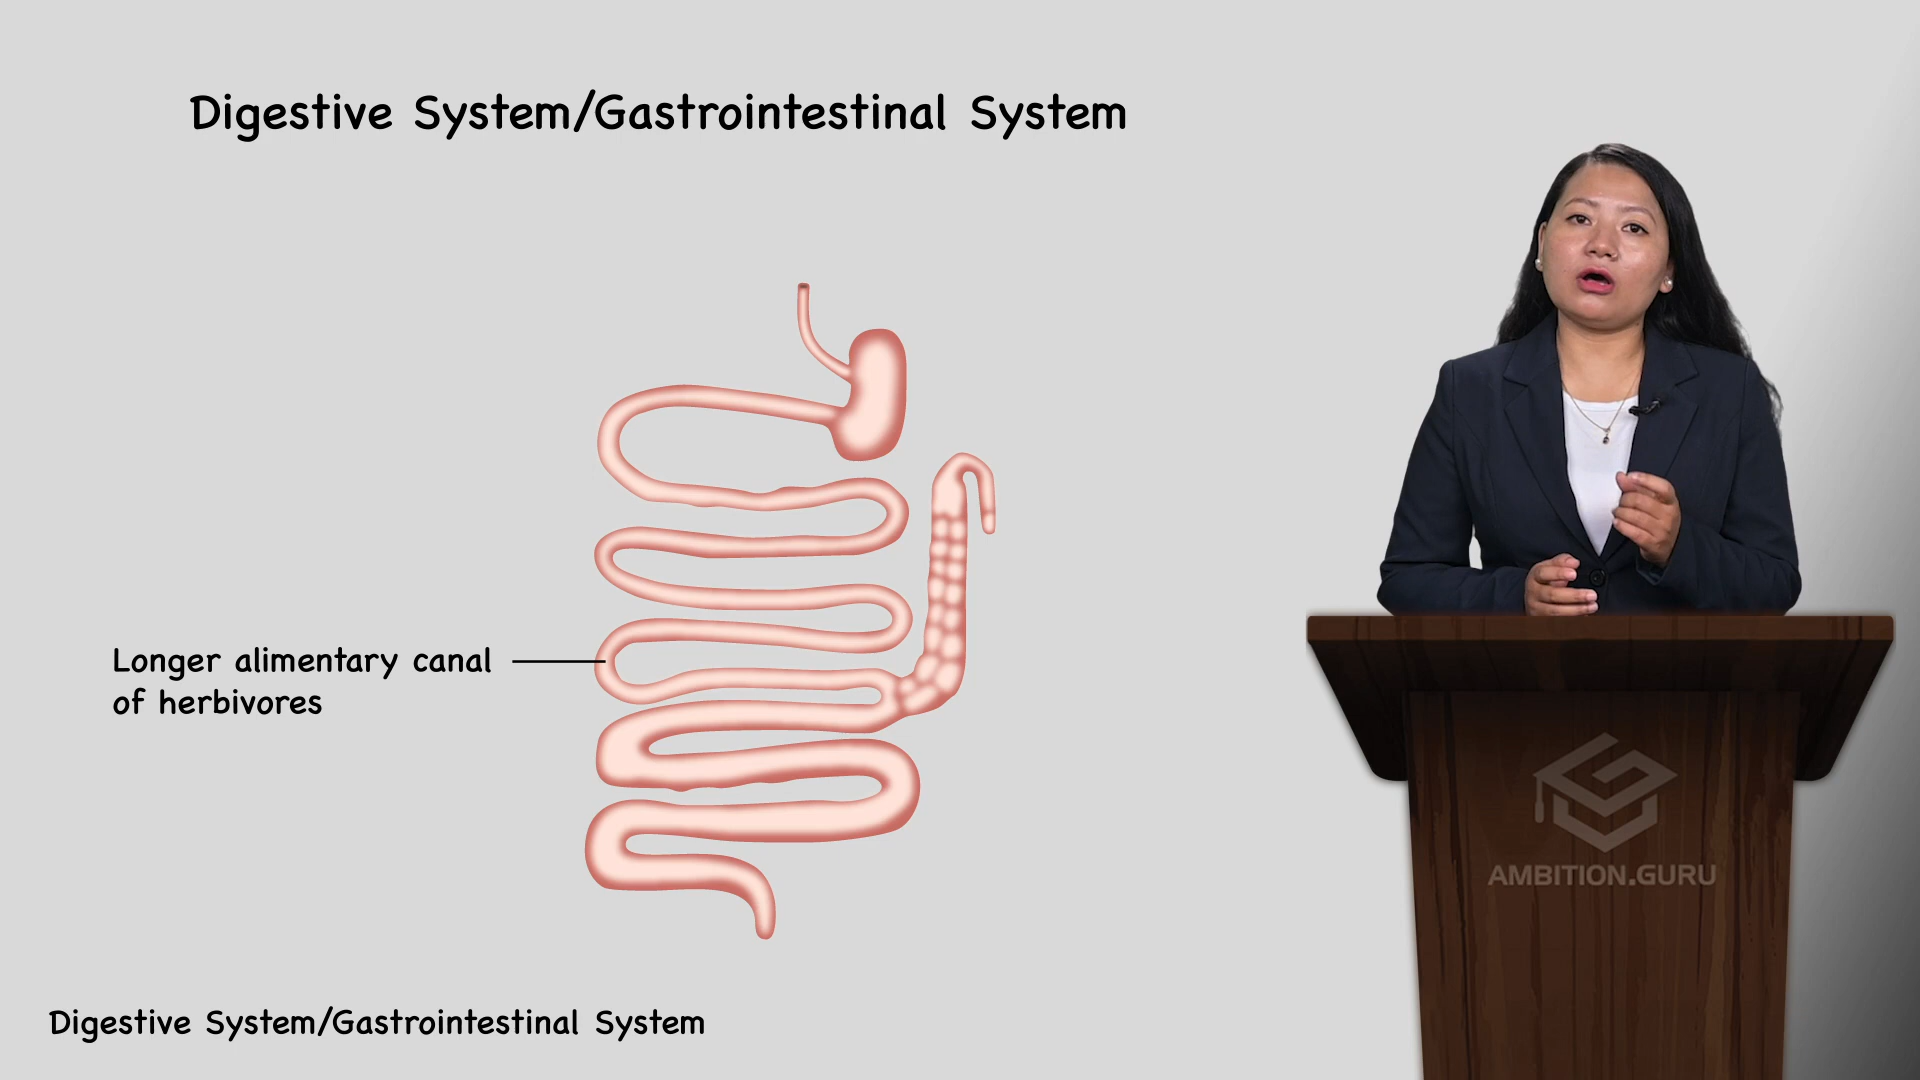 Digestive System/Gastrointestinal System
Longer alimentary canal
of herbivores
AMBITION.GURU
Digestive System/Gastrointestinal System